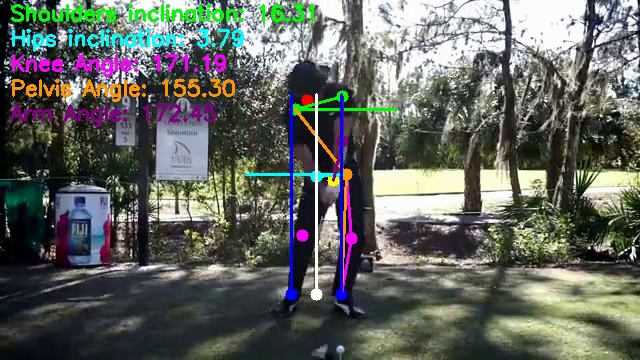 Shoulders inclination: 16.31
Hips inclination: 3.79
Knee Angle: 171.19
Pelvis Angle: 155.30
Arm Angle: 172.45
FIJI